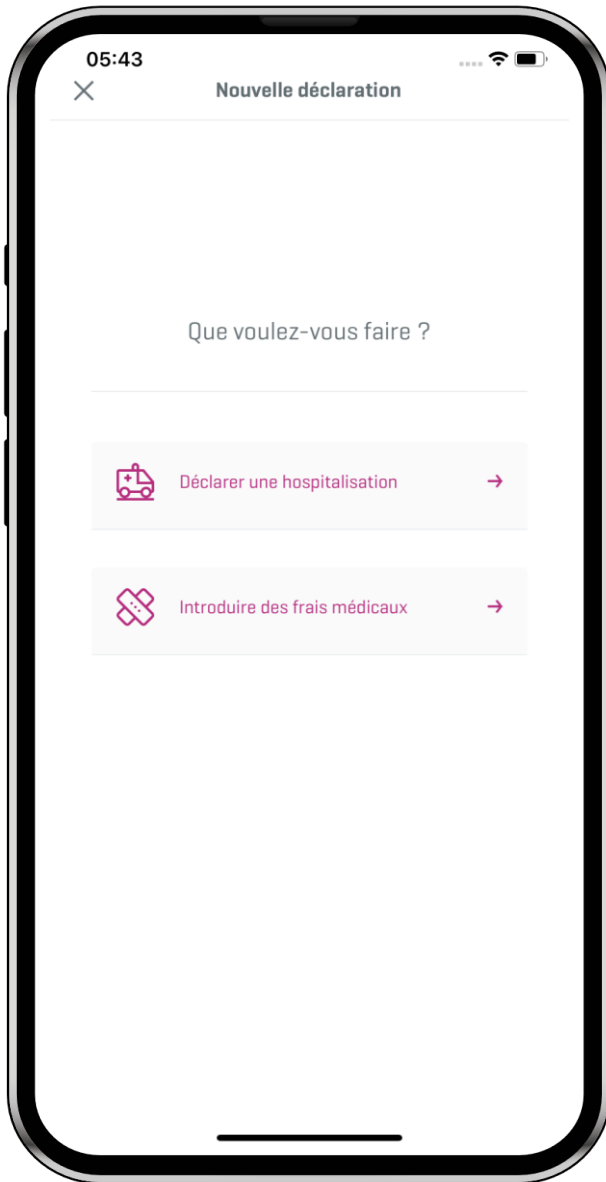 05:43
Nouvelle déclaration
Que voulez-vous faire ?
Déclarer une hospitalisation
Introduire des frais médicaux